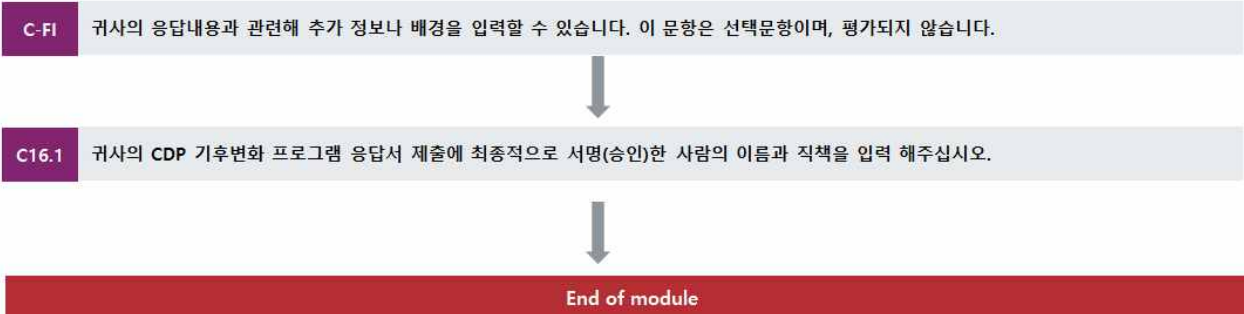 C-FI 귀사의 응답내용과 관련해 추가 정보나 배경을 입력할 수 있습니다. 이 문항은 선택문항이며, 평가되지 않습니다.
C16.1 귀사의 CDP 기후변화 프로그램 응답서 제출에 최종적으로 서명(승인)한 사람의 이름과 직책을 입력 해주십시오.
End of module